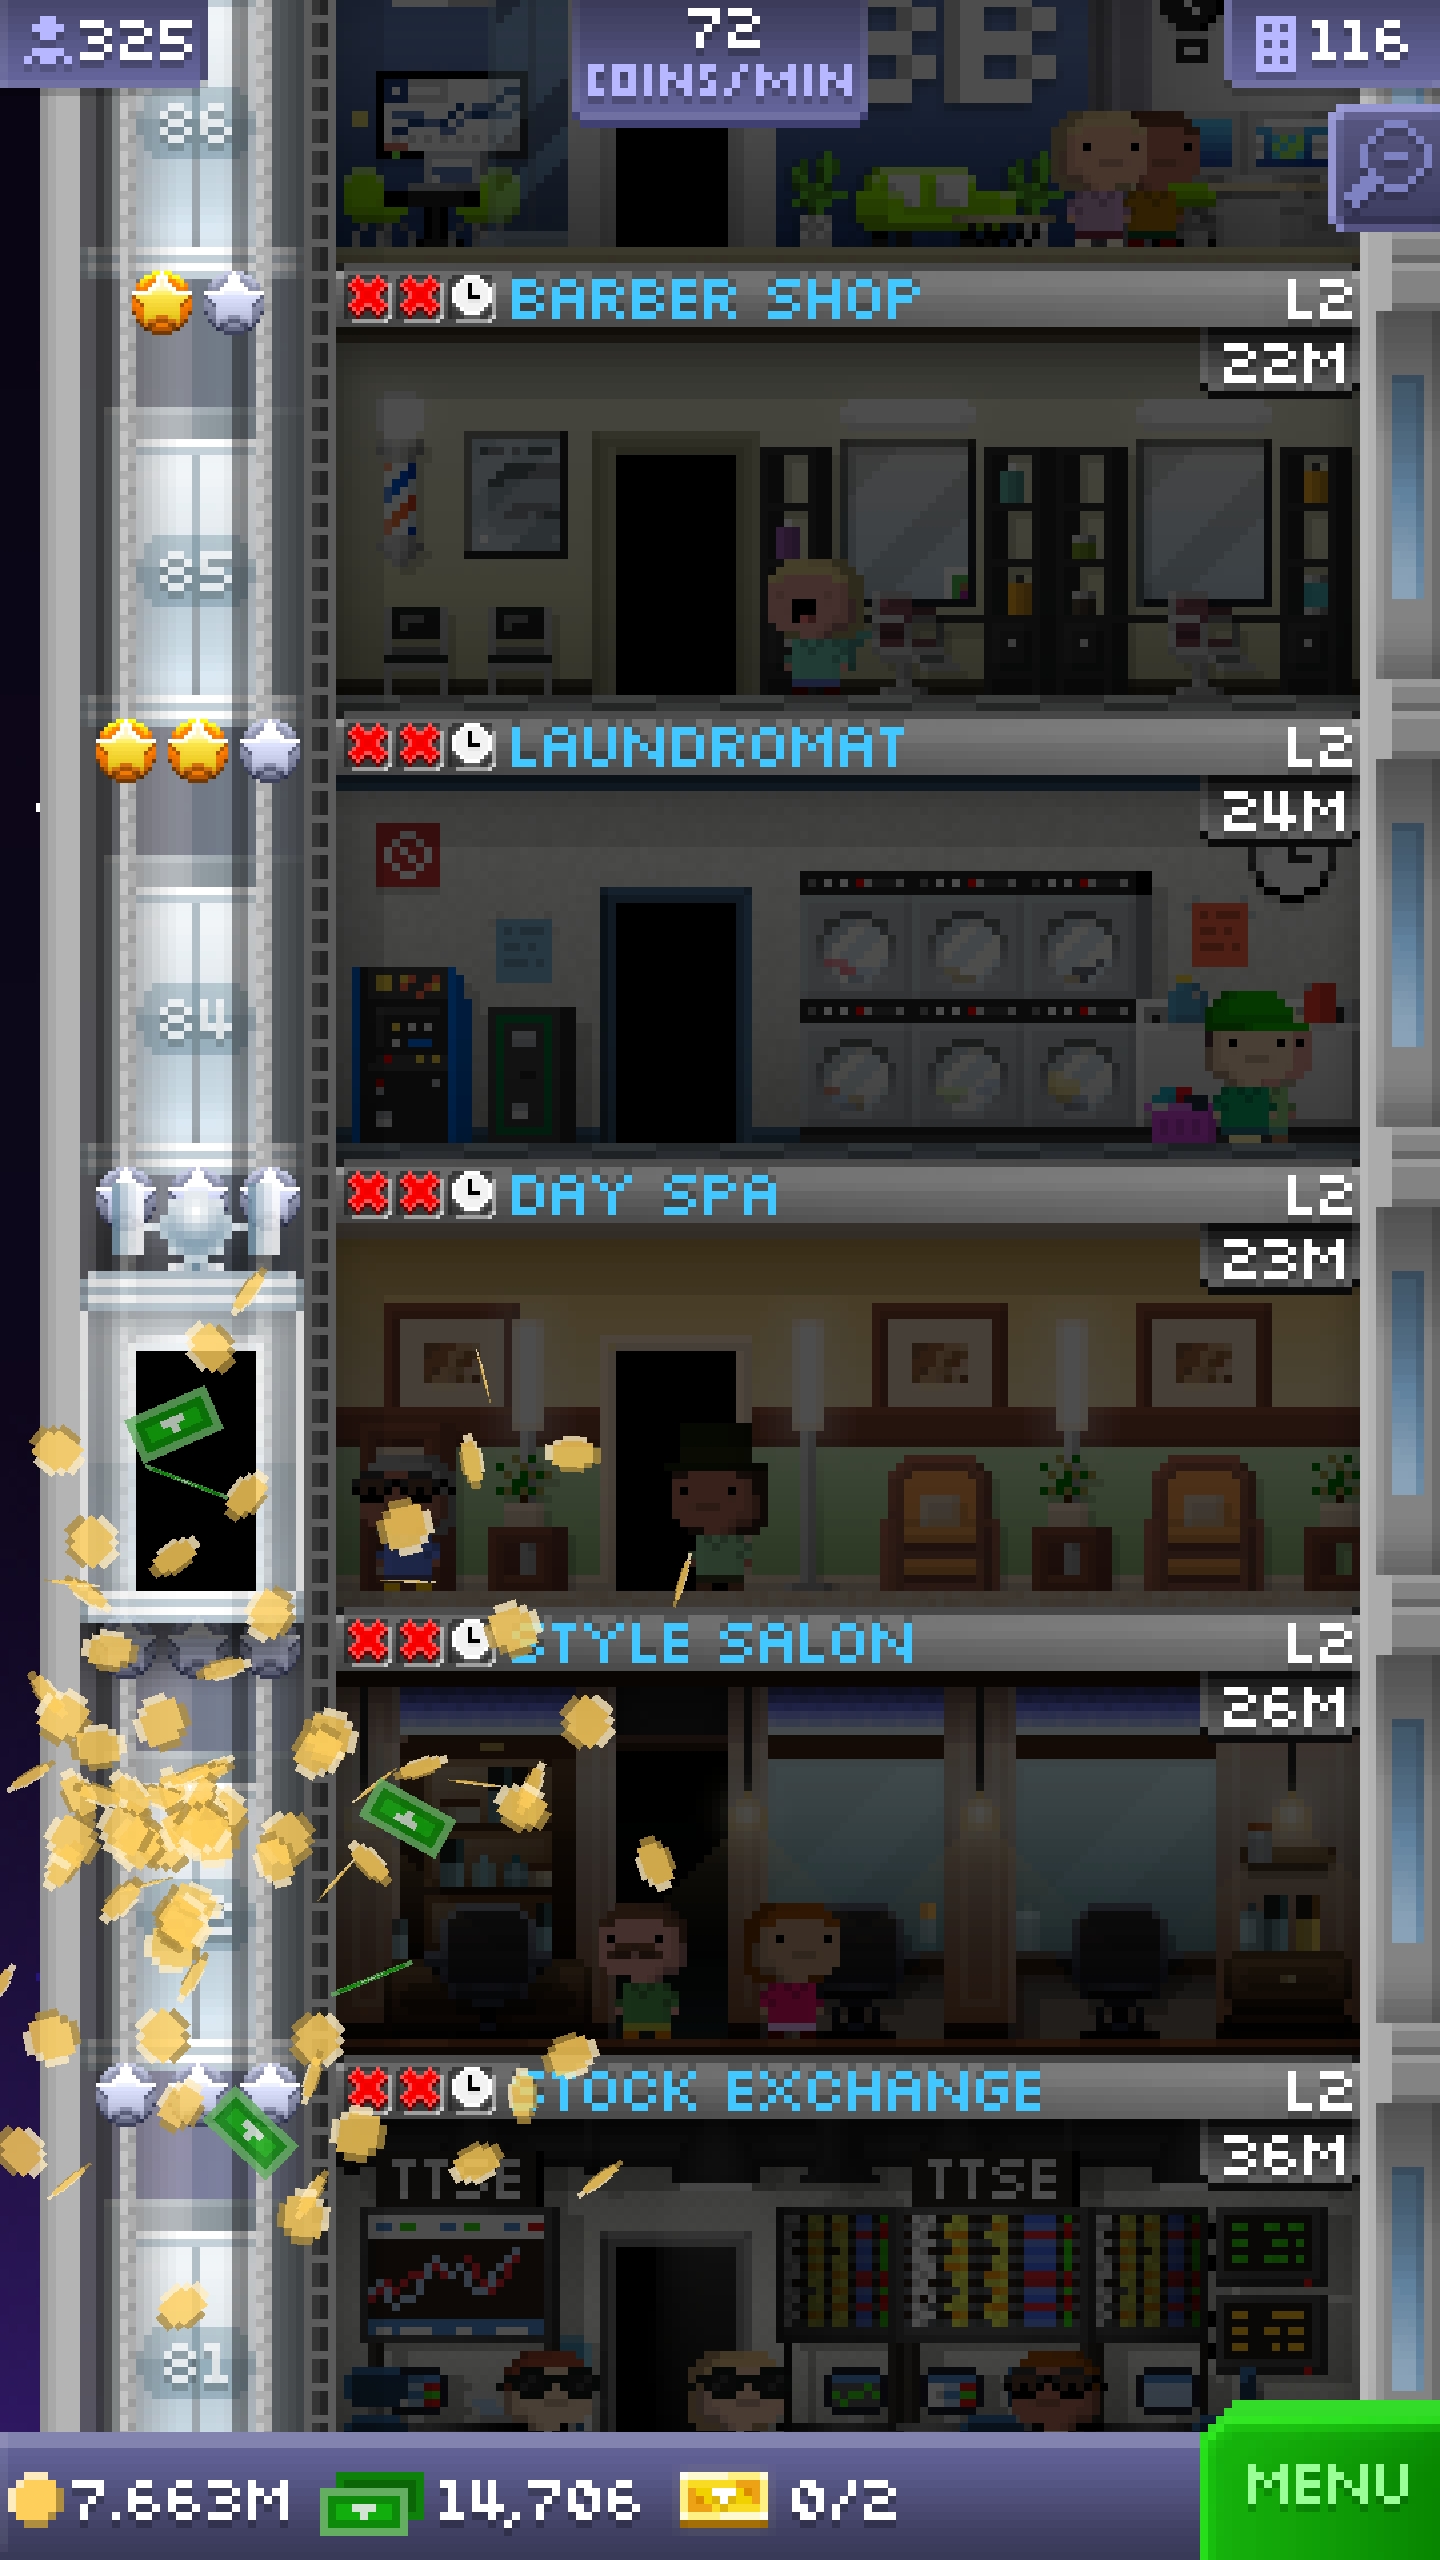 325
72
COINS/MIN
116
86
BARBER SHOP
L2
22M
85
LAUNDROMAT
L2
24M
84
DAY SPA
L2
23M
STYLE SALON
L2
26M
STOCK EXCHANGE
L2
36M
TTSE
TTSE
81
7.663M
14,706
0/2
MENU